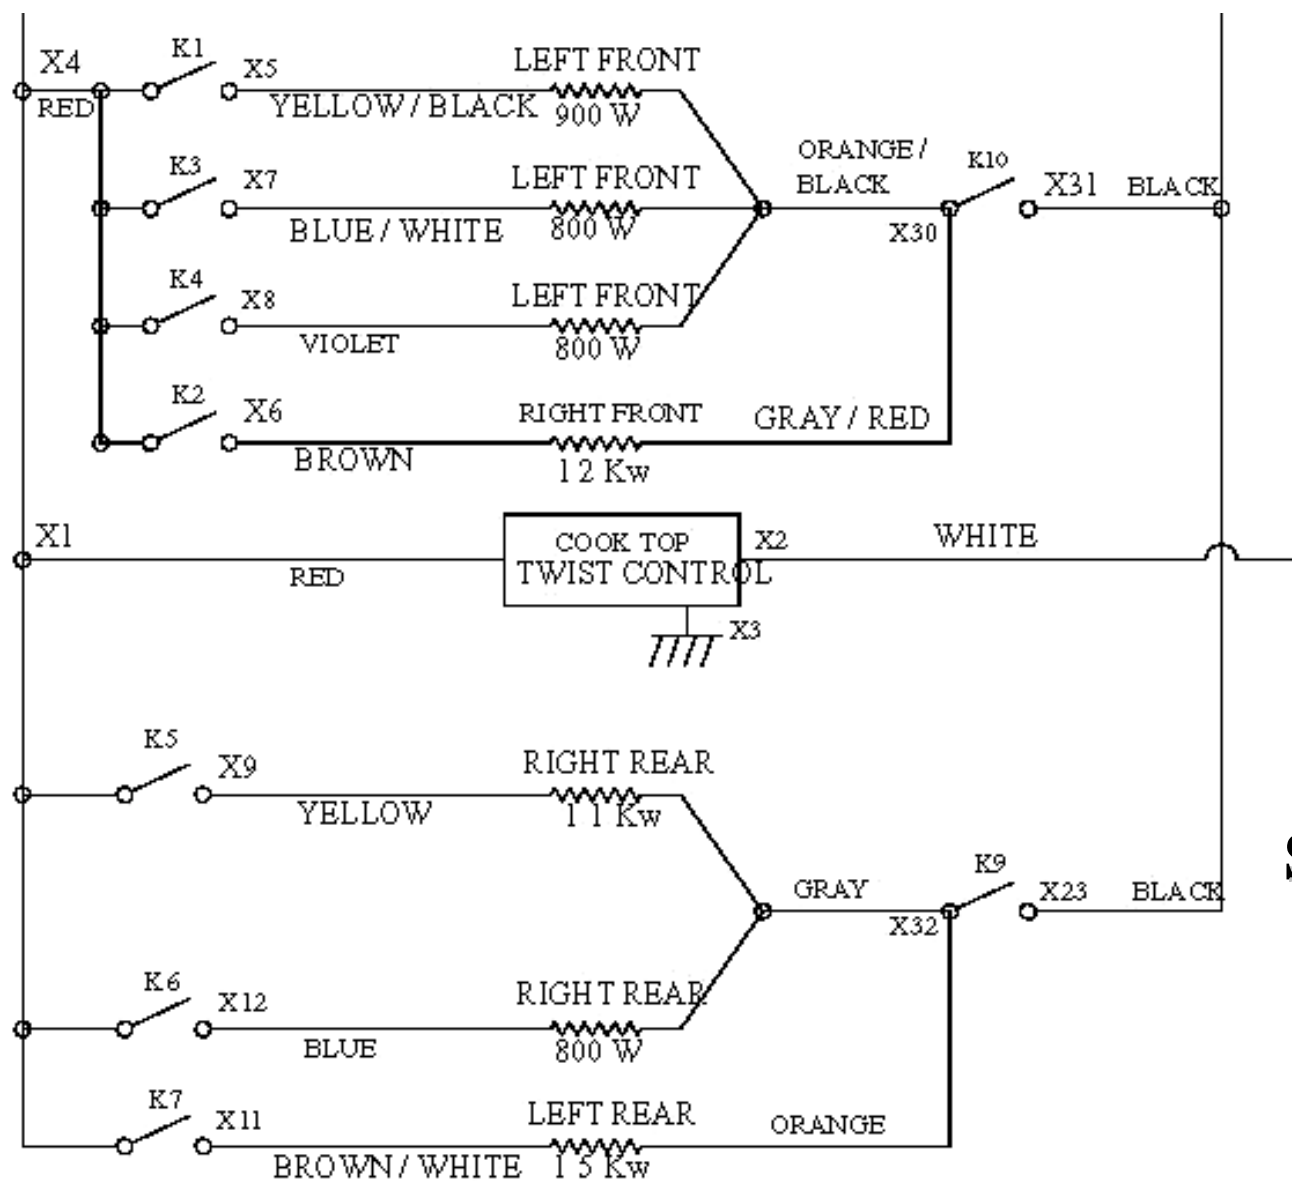 K1
X4
X5
LEFT FRONT
RED
YELLOW / BLACK
900 W
ORANGE /
BLACK
K10
K3
X7
LEFT FRONT
X31
BLACK
BLUE / WHITE
800 W
X30
K4
X8
LEFT FRONT
VIOLET
800 W
K2
X6
RIGHT FRONT
GRAY / RED
BROWN
1 2 Kw
X1
COOK TOP
X2
WHITE
RED
TWIST CONTROL
X3
K5
X9
RIGHT REAR
YELLOW
1 1 Kw
K9
GRAY
X23
BLACK
S
X32
K6
X12
RIGHT REAR
BLUE
800 W
K7
X11
LEFT REAR
ORANGE
BROWN / WHITE
1 5 Kw